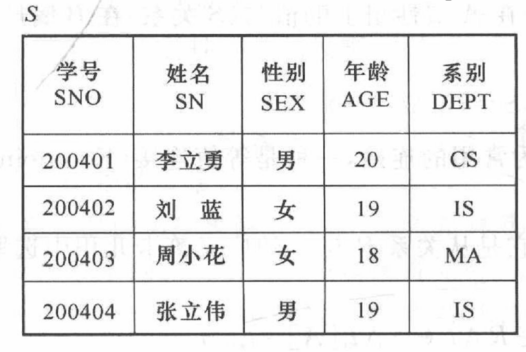 S
学号 姓名 性别 年龄 系别
SNO SN SEX AGE DEPT
200401 李立勇 男 20 CS
200402 刘 蓝 女 19 IS
200403 周小花 女 18 MA
200404 张立伟 男 19 IS